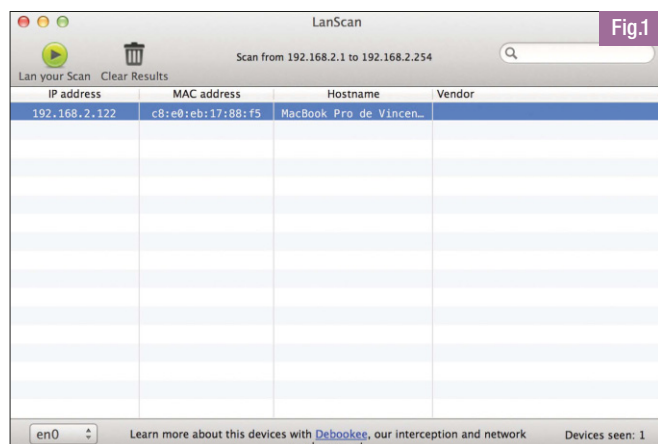 LanScan
Fig.1
Scan from 192.168.2.1 to 192.168.2.254
Lan your Scan Clear Results
IP address MAC address Hostname Vendor
192.168.2.122 c8:e0:eb:17:88:f5 MacBook Pro de Vincen…
en0 Learn more about this devices with Debookee, our interception and network Devices seen: 1